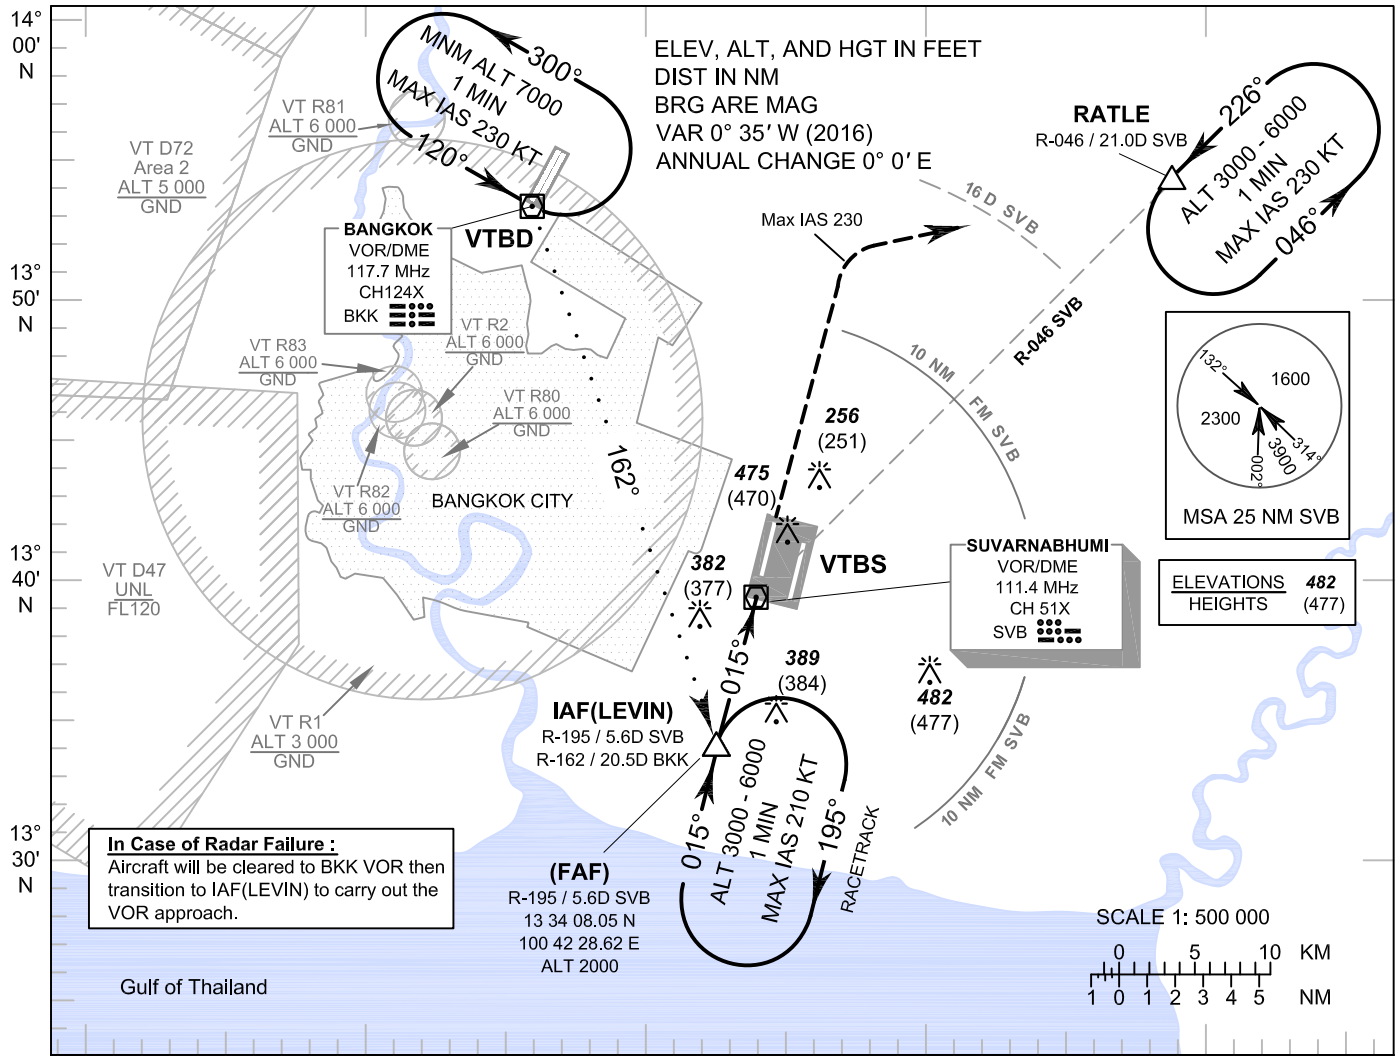 14°
00'
N
13°
50'
N
13°
40'
N
13°
30'
N
MNM ALT 7000
1 MIN
MAX IAS 230 KT
300°
120°
ELEV, ALT, AND HGT IN FEET
DIST IN NM
BRG ARE MAG
VAR 0° 35' W (2016)
ANNUAL CHANGE 0° 0' E
RATLE
R-046 / 21.0D SVB
226°
ALT 3000 - 6000
1 MIN
MAX IAS 230 KT
046°
VT R81
ALT 6 000
GND
VT D72
Area 2
ALT 5 000
GND
BANGKOK
VOR/DME
117.7 MHz
CH124X
BKK
VTBD
Max IAS 230
16 D SVB
R-046 SVB
VT R2
ALT 6 000
GND
VT R83
ALT 6 000
GND
VT R80
ALT 6 000
GND
VT R82
ALT 6 000
GND
BANGKOK CITY
162°
10 NM FM SVB
256
(251)
475
(470)
132°
1600
2300
3900
314°
002°
MSA 25 NM SVB
VTBS
SUVARNABHUMI
VOR/DME
111.4 MHz
CH 51X
SVB
ELEVATIONS 482
HEIGHTS (477)
VT D47
UNL
FL120
382
(377)
015°
389
(384)
482
(477)
10 NM FM SVB
VT R1
ALT 3 000
GND
IAF(LEVIN)
R-195 / 5.6D SVB
R-162 / 20.5D BKK
015°
ALT 3000 - 6000
1 MIN
MAX IAS 210 KT
195°
RACETRACK
In Case of Radar Failure :
Aircraft will be cleared to BKK VOR then
transition to IAF(LEVIN) to carry out the
VOR approach.
(FAF)
R-195 / 5.6D SVB
13 34 08.05 N
100 42 28.62 E
ALT 2000
Gulf of Thailand
SCALE 1: 500 000
0 5 10 KM
1 0 1 2 3 4 5 NM